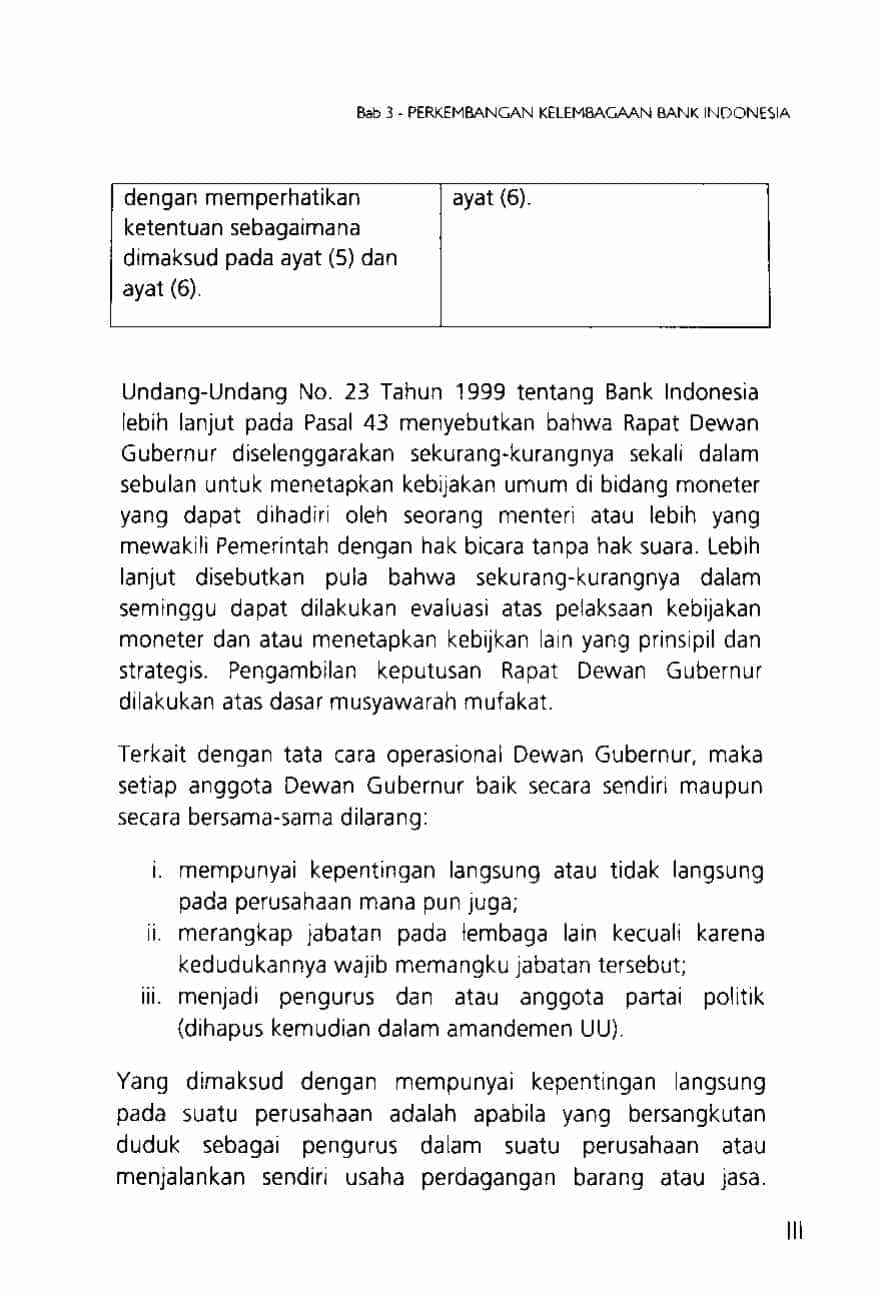 Bab 3 - PERKEMBANGAN KELEMBAGAAN BANK INDONESIA
dengan memperhatikan
ketentuan sebagaimana
dimaksud pada ayat (5) dan
ayat (6).
ayat (6).
Undang-Undang No. 23 Tahun 1999 tentang Bank Indonesia
lebih lanjut pada Pasal 43 menyebutkan bahwa Rapat Dewan
Gubernur diselenggarakan sekurang-kurangnya sekali dalam
sebulan untuk menetapkan kebijakan umum di bidang moneter
yang dapat dihadiri oleh seorang menteri atau lebih yang
mewakili Pemerintah dengan hak bicara tanpa hak suara. Lebih
lanjut disebutkan pula bahwa sekurang-kurangnya dalam
seminggu dapat dilakukan evaluasi atas pelaksaan kebijakan
moneter dan atau menetapkan kebijkan lain yang prinsipil dan
strategis. Pengambilan keputusan Rapat Dewan Gubernur
dilakukan atas dasar musyawarah mufakat.
Terkait dengan tata cara operasional Dewan Gubernur, maka
setiap anggota Dewan Gubernur baik secara sendiri maupun
secara bersama-sama dilarang:
i. mempunyai kepentingan langsung atau tidak langsung
pada perusahaan mana pun juga;
ii. merangkap jabatan pada lembaga lain kecuali karena
kedudukannya wajib memangku jabatan tersebut;
iii. menjadi pengurus dan atau anggota partai politik
(dihapus kemudian dalam amandemen UU).
Yang dimaksud dengan mempunyai kepentingan langsung
pada suatu perusahaan adalah apabila yang bersangkutan
duduk sebagai pengurus dalam suatu perusahaan atau
menjalankan sendiri usaha perdagangan barang atau jasa.
111